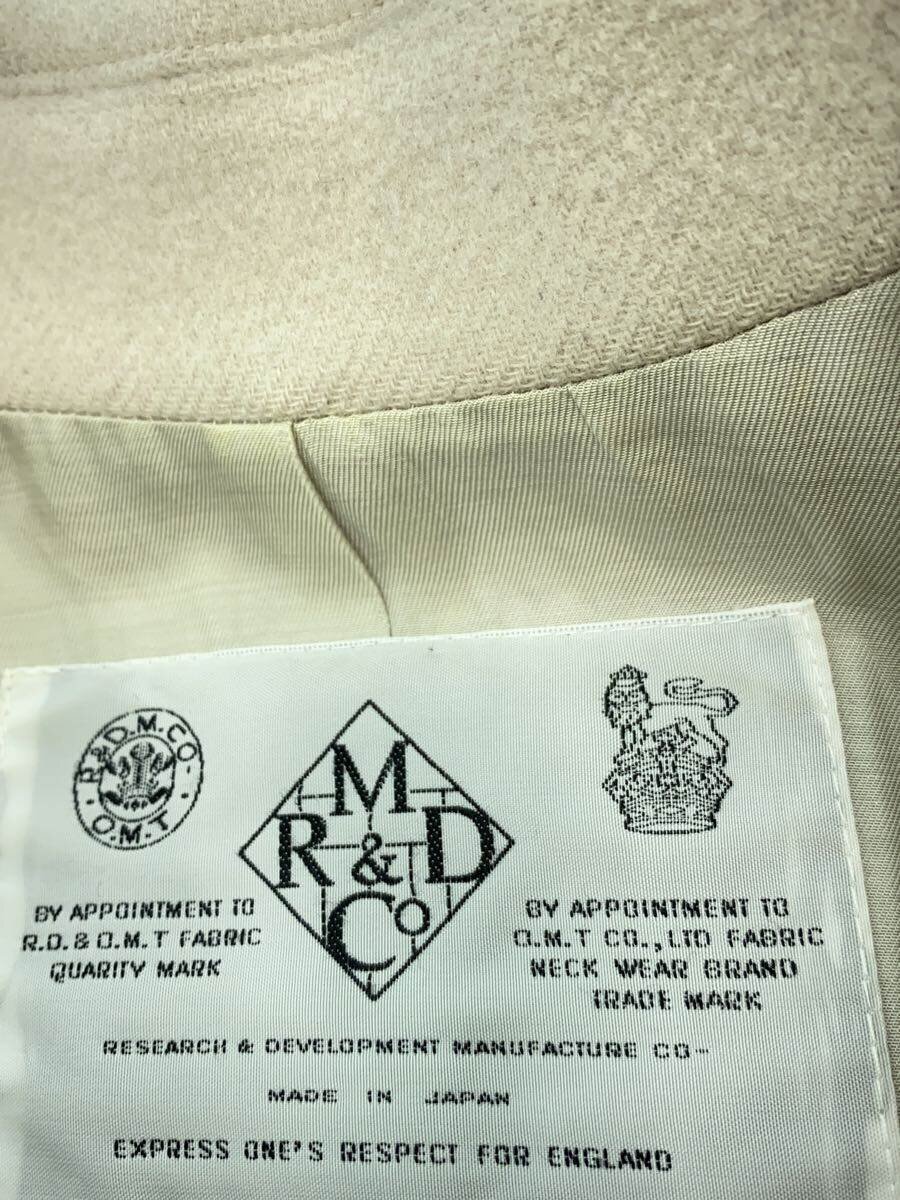 R&D.M.CO
O.M.T
M
R & D
Co
BY APPOINTMENT TO
R.D. & O.M.T FABRIC
QUARITY MARK
BY APPOINTMENT TO
O.M.T CO., LTD FABRIC
NECK WEAR BRAND
TRADE MARK
RESEARCH & DEVELOPMENT MANUFACTURE CO-
MADE IN JAPAN
EXPRESS ONE'S RESPECT FOR ENGLAND